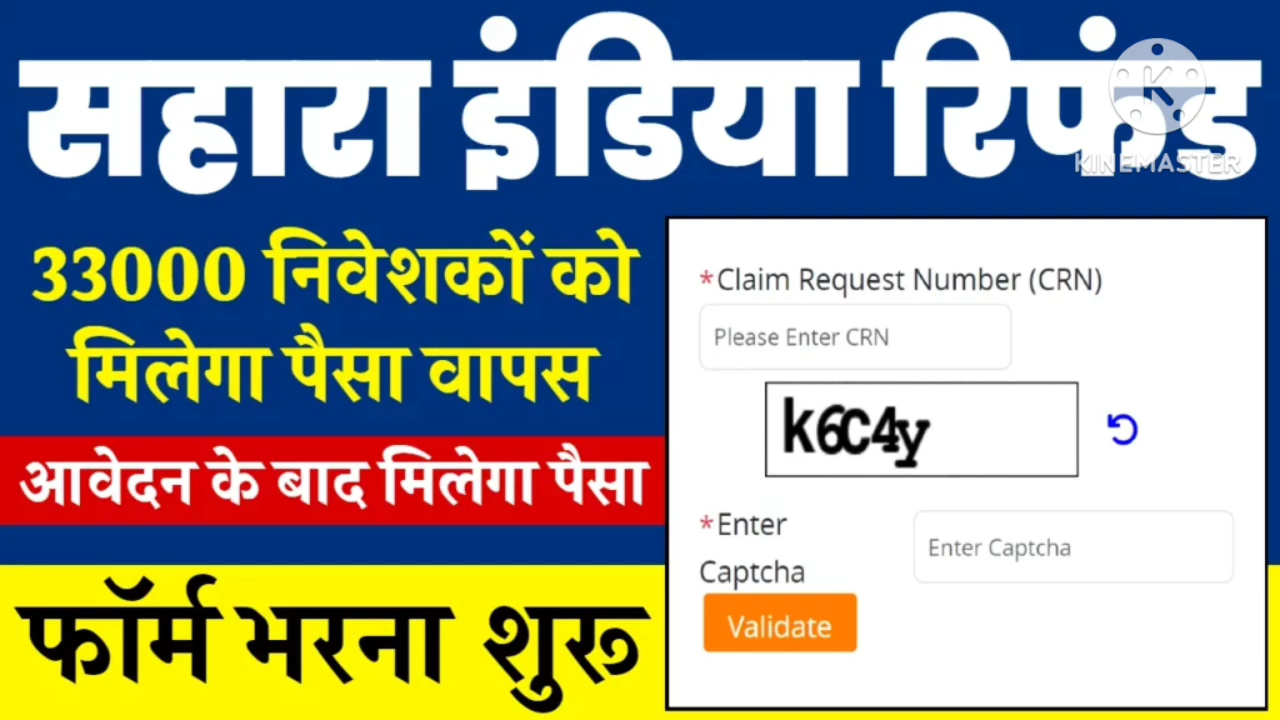 सहारा इंडिया रिफंड
KINEMASTER
33000 निवेशकों को
मिलेगा पैसा वापस
आवेदन के बाद मिलेगा पैसा
फॉर्म भरना शुरू
*Claim Request Number (CRN)
Please Enter CRN
k6C4y
*Enter
Captcha
Enter Captcha
Validate